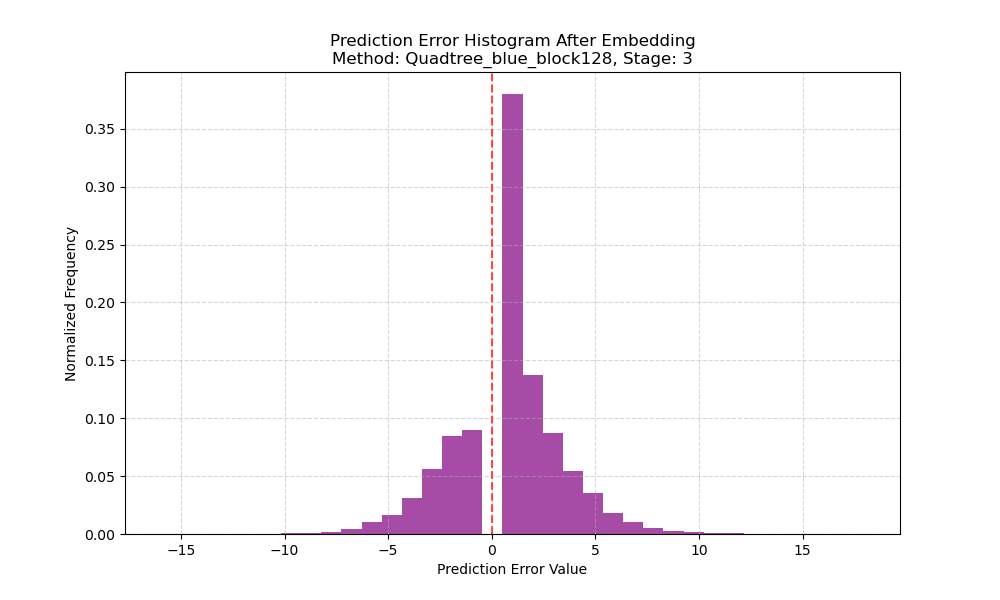 Prediction Error Histogram After Embedding
Method: Quadtree_blue_block128, Stage: 3
Normalized Frequency
0.35
0.30
0.25
0.20
0.15
0.10
0.05
0.00
−15 −10 −5 0 5 10 15
Prediction Error Value